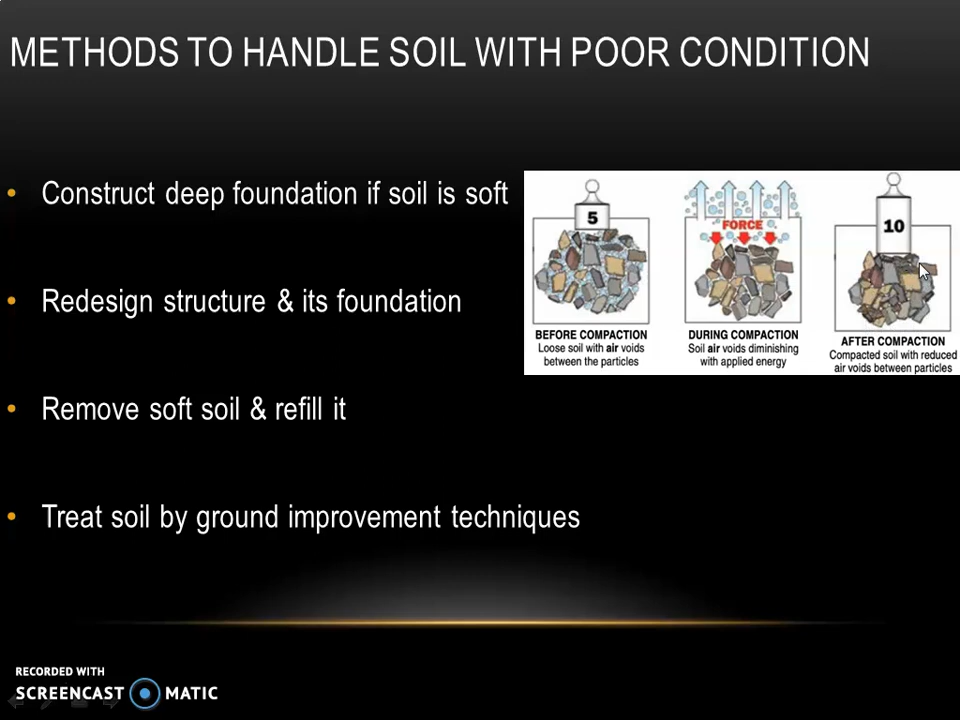 METHODS TO HANDLE SOIL WITH POOR CONDITION
• Construct deep foundation if soil is soft
• Redesign structure & its foundation
• Remove soft soil & refill it
• Treat soil by ground improvement techniques
5
BEFORE COMPACTION
Loose soil with air voids
between the particles
FORCE
DURING COMPACTION
Soil air voids diminishing
with applied energy
10
AFTER COMPACTION
Compacted soil with reduced
air voids between particles
RECORDED WITH
SCREENCAST MATIC